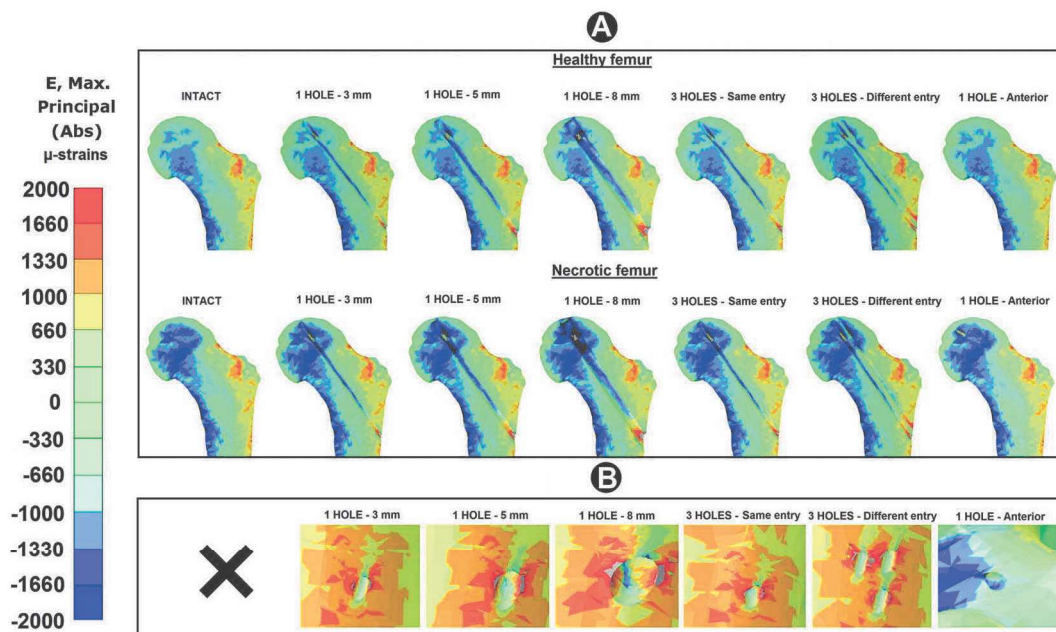 A
Healthy femur
INTACT
1 HOLE - 3 mm
1 HOLE - 5 mm
1 HOLE - 8 mm
3 HOLES - Same entry
3 HOLES - Different entry
1 HOLE - Anterior
E, Max.
Principal
(Abs)
µ-strains
2000
1660
1330
1000
660
330
0
-330
-660
-1000
-1330
-1660
-2000
Necrotic femur
INTACT
1 HOLE - 3 mm
1 HOLE - 5 mm
1 HOLE - 8 mm
3 HOLES - Same entry
3 HOLES - Different entry
1 HOLE - Anterior
B
1 HOLE - 3 mm
1 HOLE - 5 mm
1 HOLE - 8 mm
3 HOLES - Same entry
3 HOLES - Different entry
1 HOLE - Anterior